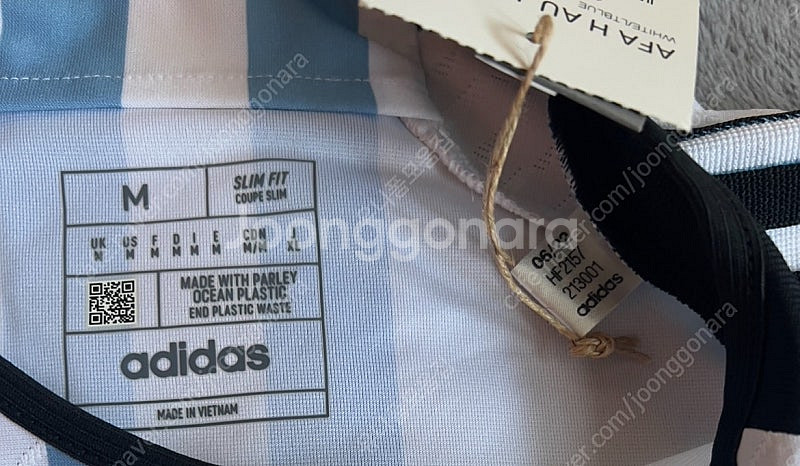 AFA H AU
WHITE/LTBLUE
M
SLIM FIT
COUPE SLIM
UK US F D I E CDN J
M M M M M M M/M XL
MADE WITH PARLEY
OCEAN PLASTIC
END PLASTIC WASTE
adidas
MADE IN VIETNAM
HF2157
213001
adidas
Joonggonara